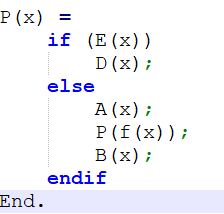 P(x) =
if (E(x))
D(x);
else
A(x);
P(f(x));
B(x);
endif
End.